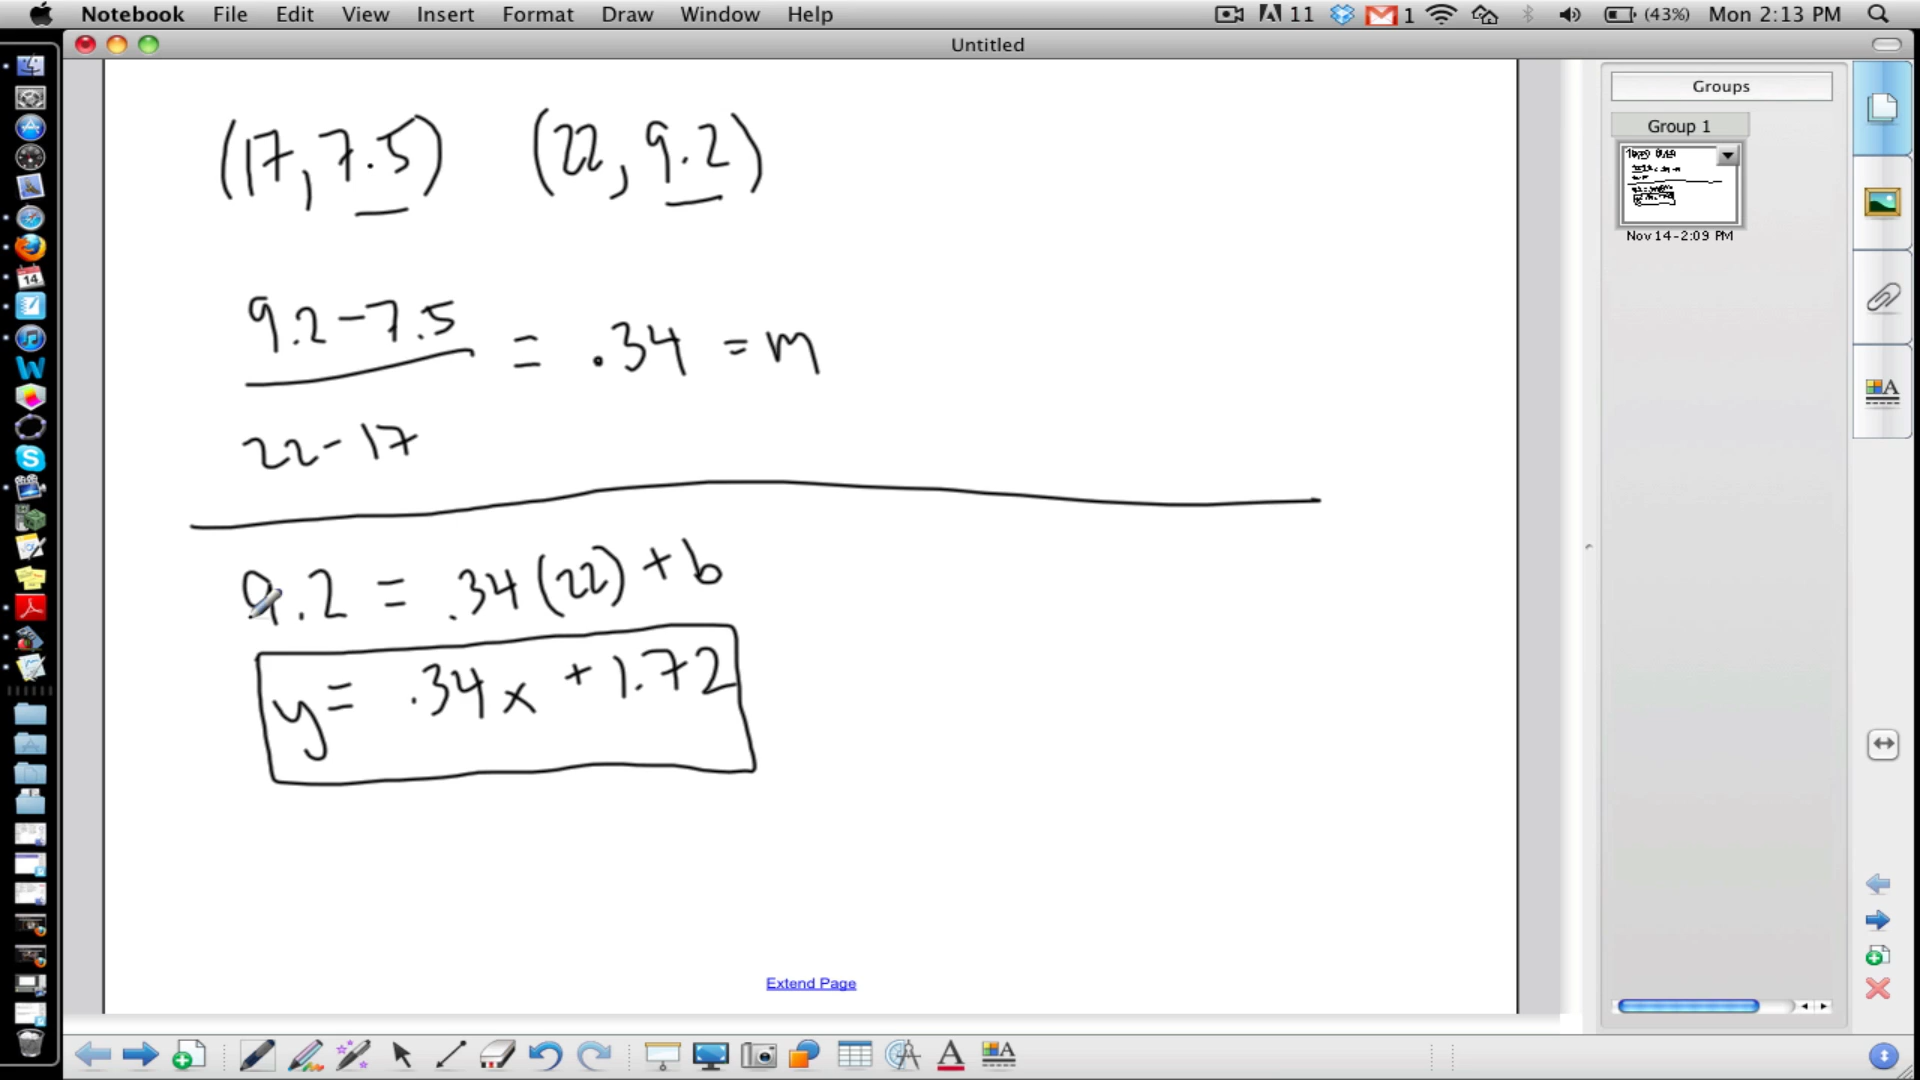 Notebook File Edit View Insert Format Draw Window Help 11 1 (43%) Mon 2:13 PM
Untitled
(17, 7.5) (22, 9.2)
9.2-7.5
= .34 = m
22-17
9.2 = .34(22) + b
y= .34x +1.72
Extend Page
Groups
Group 1
Nov 14-2:09 PM
14